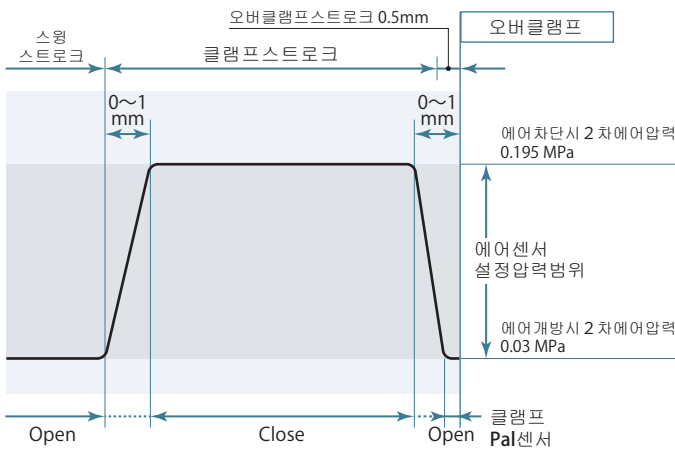 오버클램프스트로크 0.5mm
오버클램프
스윙
스트로크
클램프스트로크
0～1
mm
0～1
mm
에어차단시 2 차에어압력
0.195 MPa
에어센서
설정압력범위
에어개방시 2 차에어압력
0.03 MPa
Open
Close
Open
클램프
Pal센서